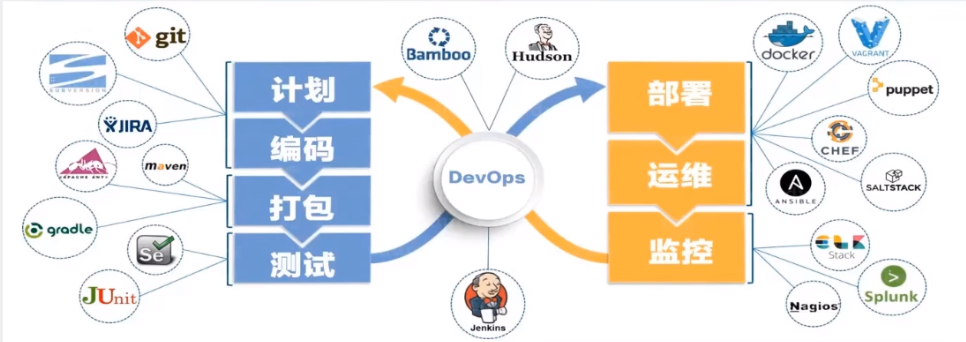 git
SUBVERSION
JIRA
APACHE ANT
maven
gradle
Se
JUnit
计划
编码
打包
测试
Bamboo
Hudson
DevOps
Jenkins
部署
运维
监控
docker
VAGRANT
puppet
CHEF
ANSIBLE
SALTSTACK
ELK
Stack
Splunk
Nagios